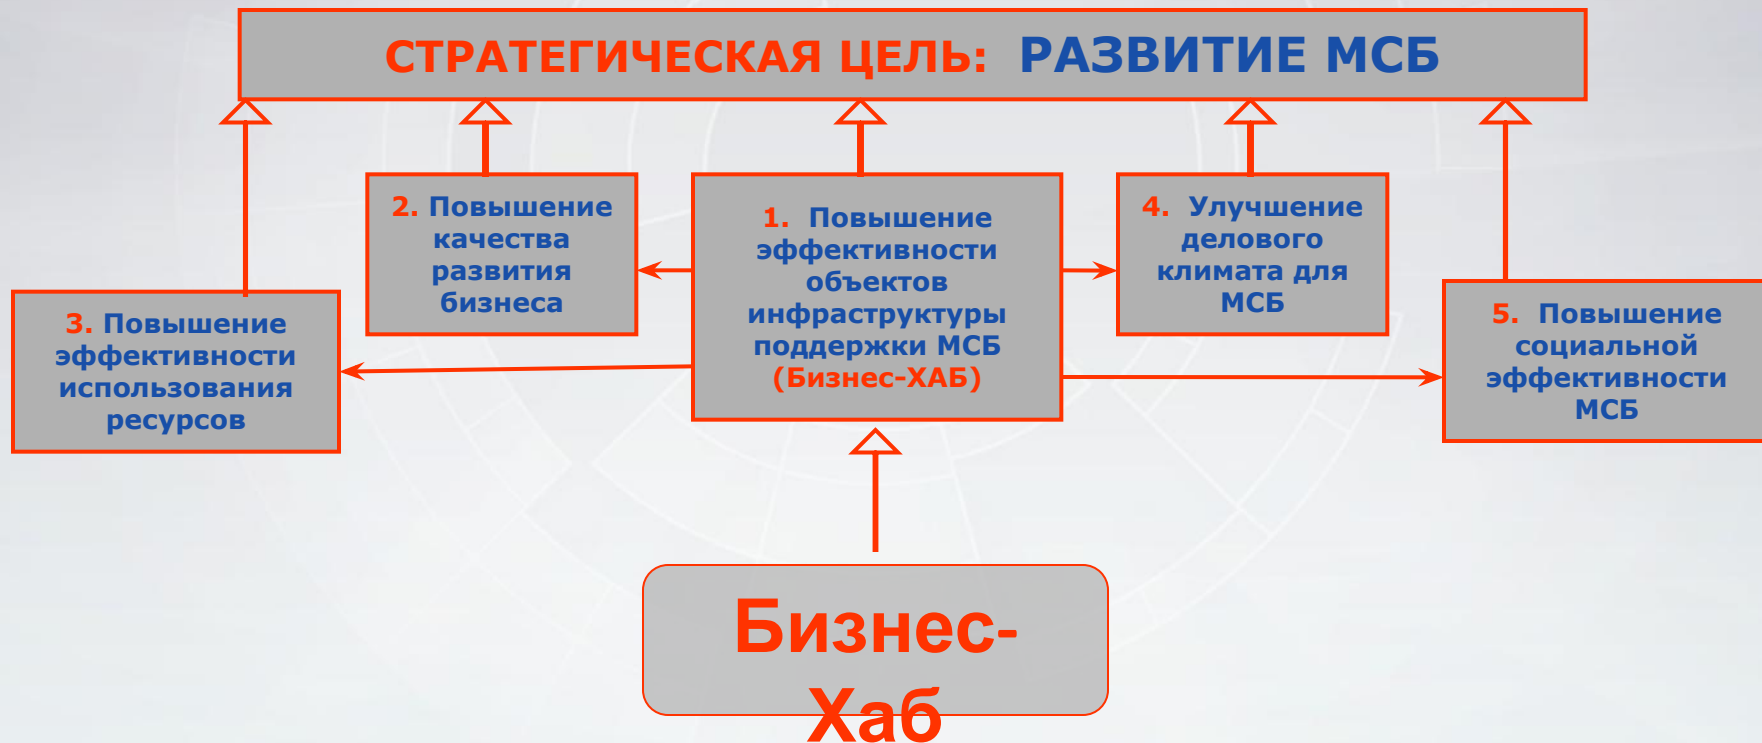 СТРАТЕГИЧЕСКАЯ ЦЕЛЬ: РАЗВИТИЕ МСБ
2. Повышение
качества
развития
бизнеса
1. Повышение
эффективности
объектов
инфраструктуры
поддержки МСБ
(Бизнес-ХАБ)
4. Улучшение
делового
климата для
МСБ
3. Повышение
эффективности
использования
ресурсов
5. Повышение
социальной
эффективности
МСБ
Бизнес-
Хаб